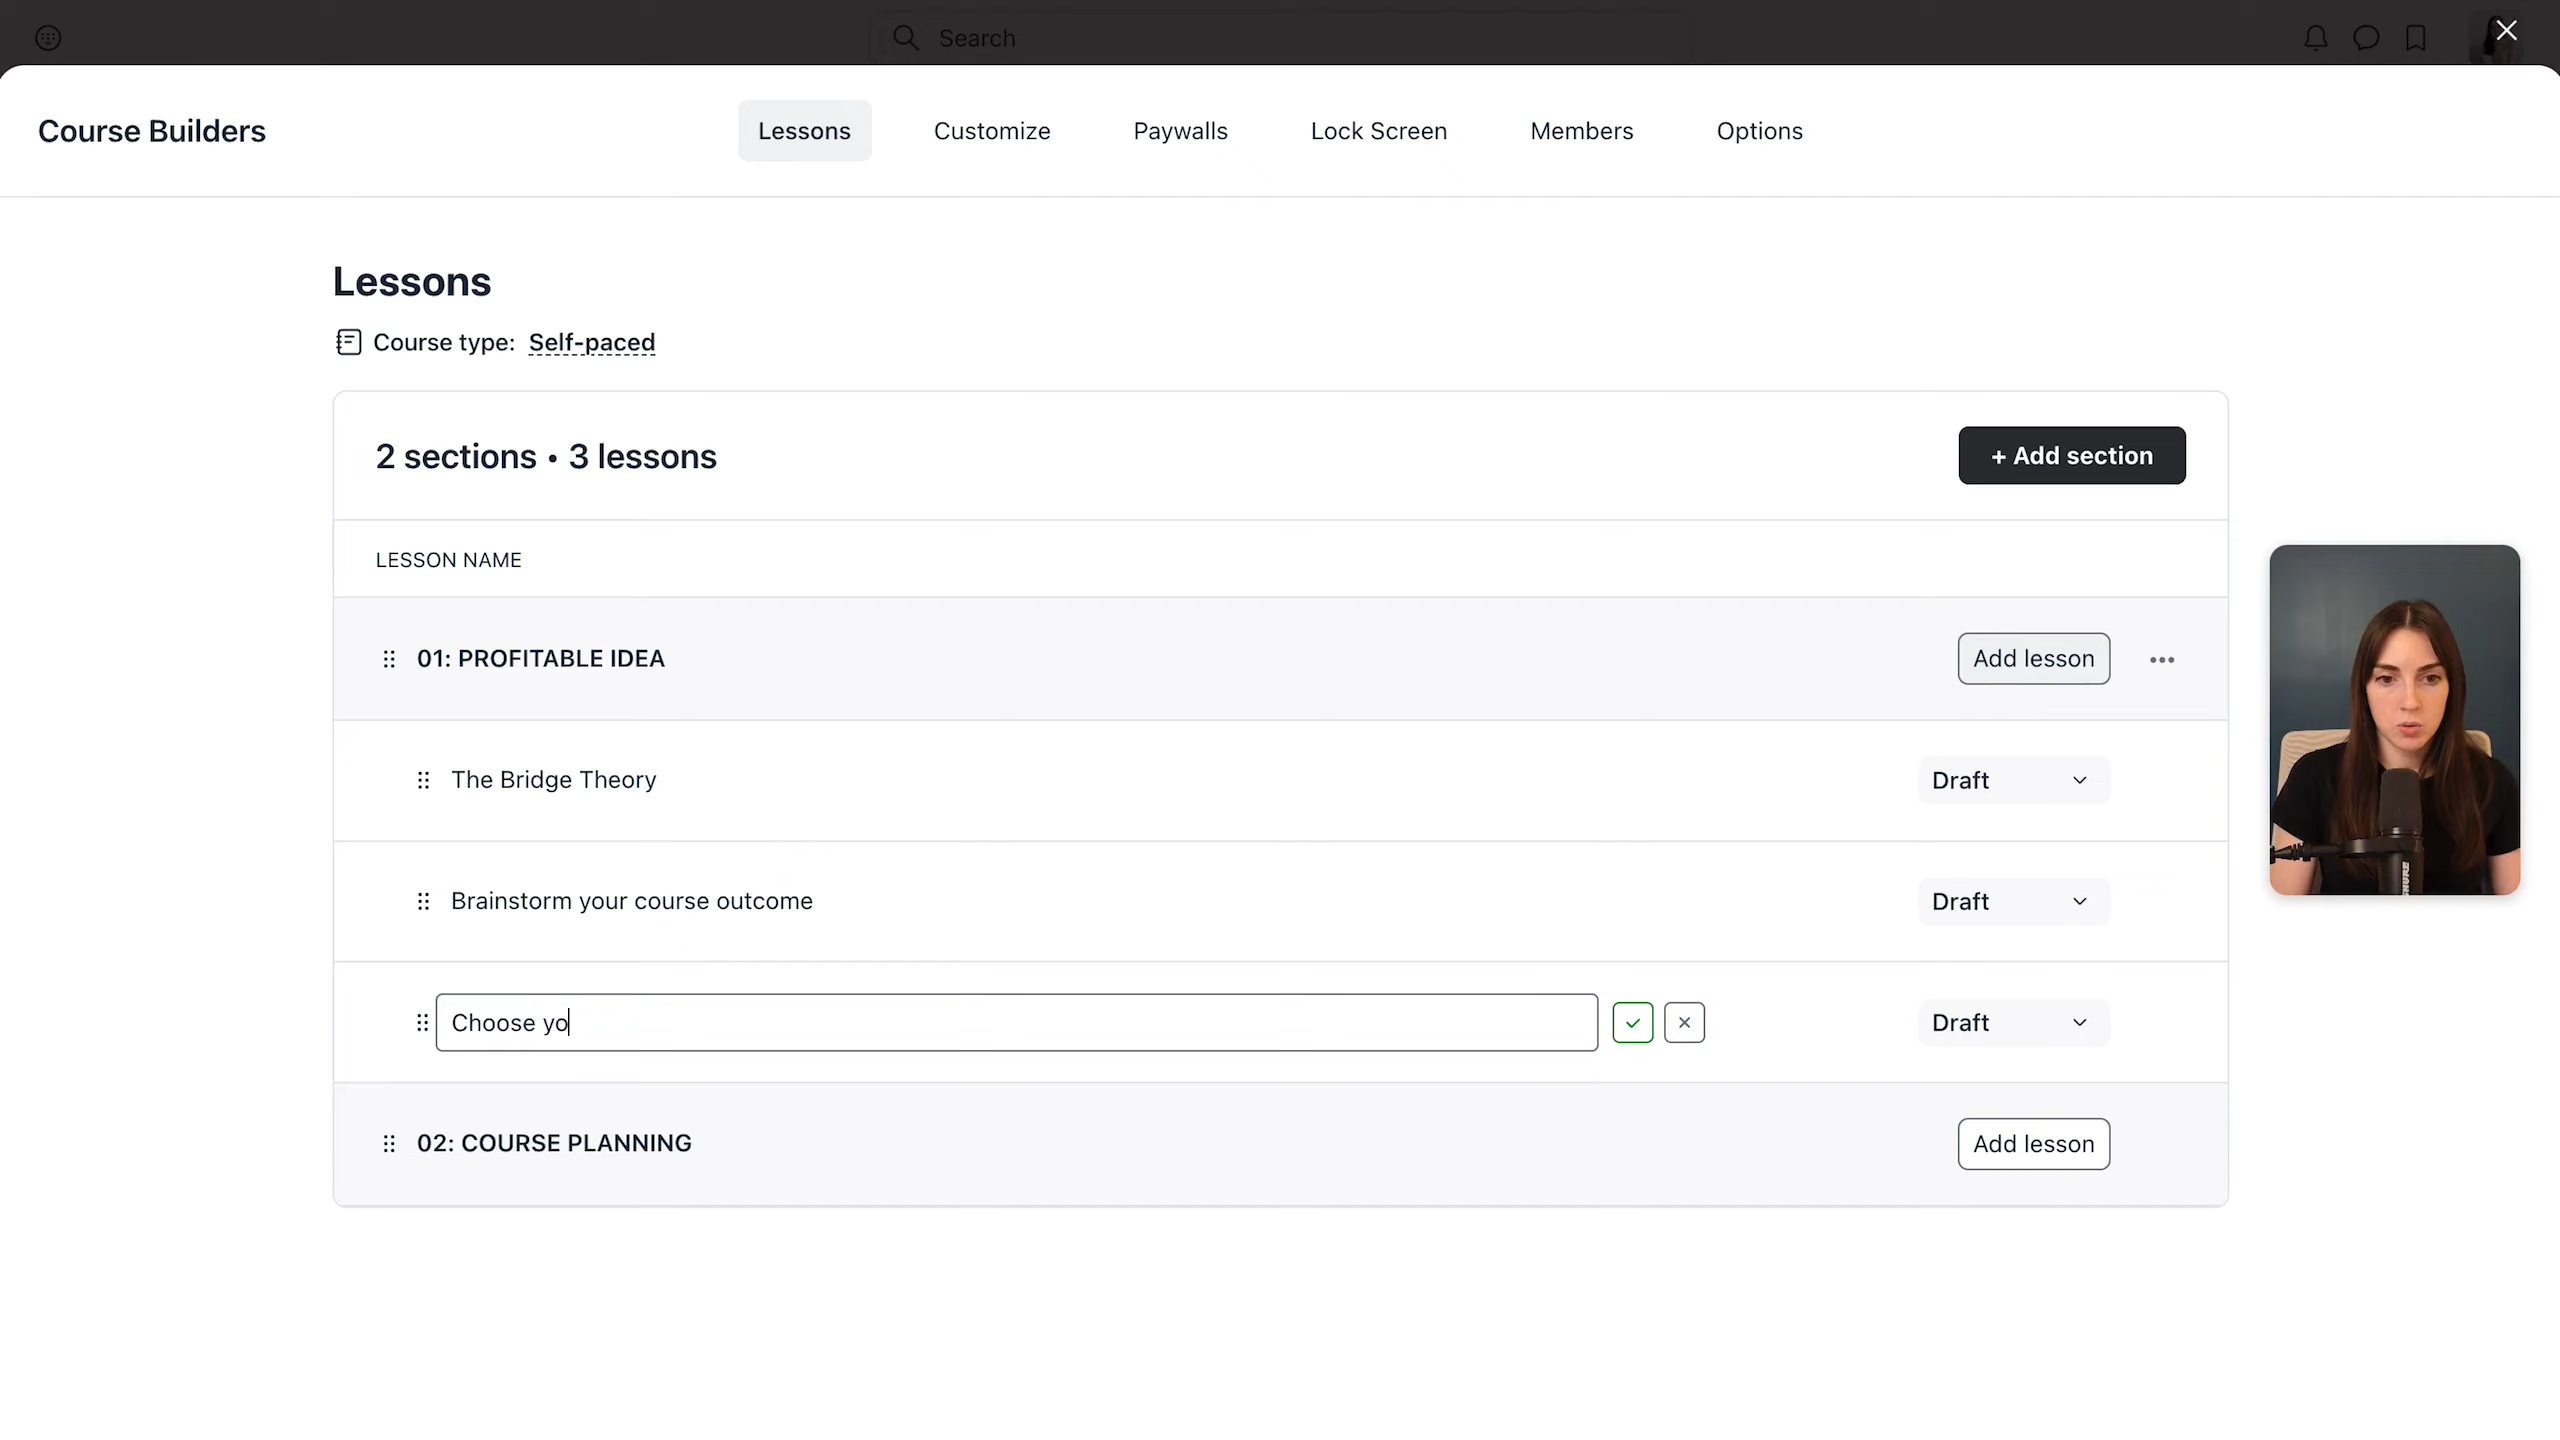 Search
Course Builders
Lessons
Customize
Paywalls
Lock Screen
Members
Options
Lessons
Course type: Self-paced
2 sections • 3 lessons
+ Add section
LESSON NAME
01: PROFITABLE IDEA
Add lesson
The Bridge Theory
Draft
Brainstorm your course outcome
Draft
Choose yo
Draft
02: COURSE PLANNING
Add lesson
SHURE